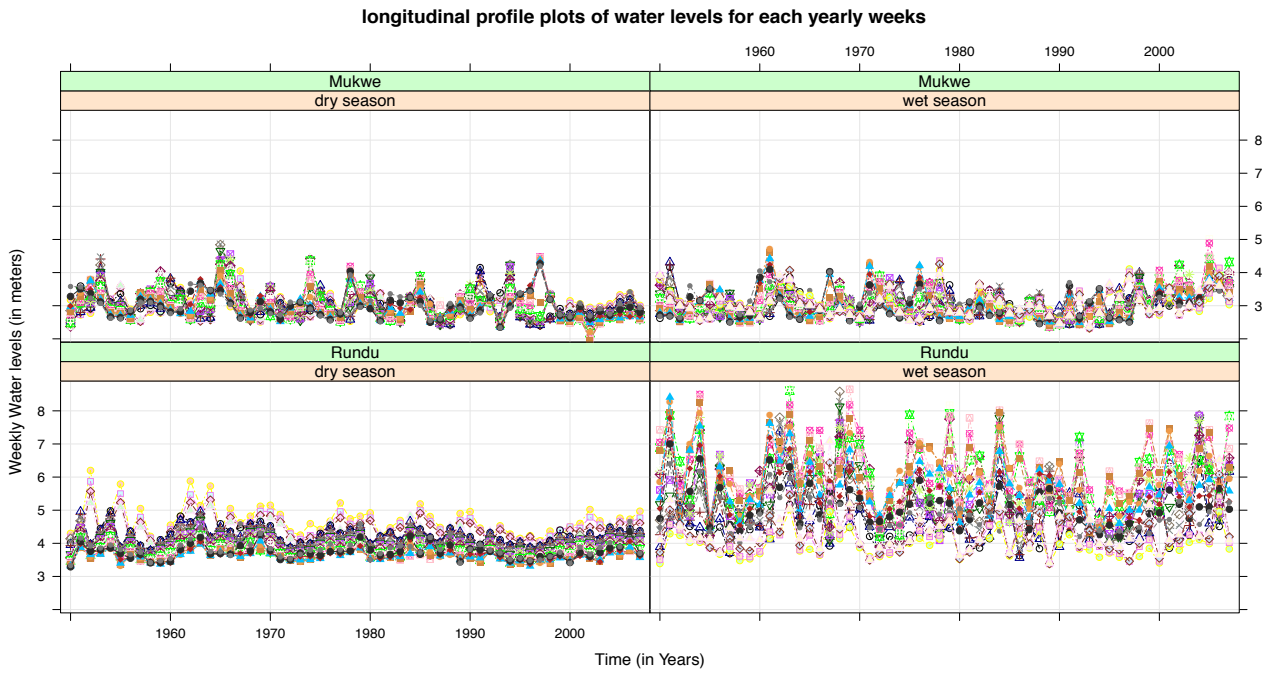 longitudinal profile plots of water levels for each yearly weeks
1960 1970 1980 1990 2000
Mukwe Mukwe
dry season wet season
8
7
6
5
4
3
Rundu Rundu
dry season wet season
8
7
6
5
4
3
1960 1970 1980 1990 2000
Weekly Water levels (in meters)
Time (in Years)